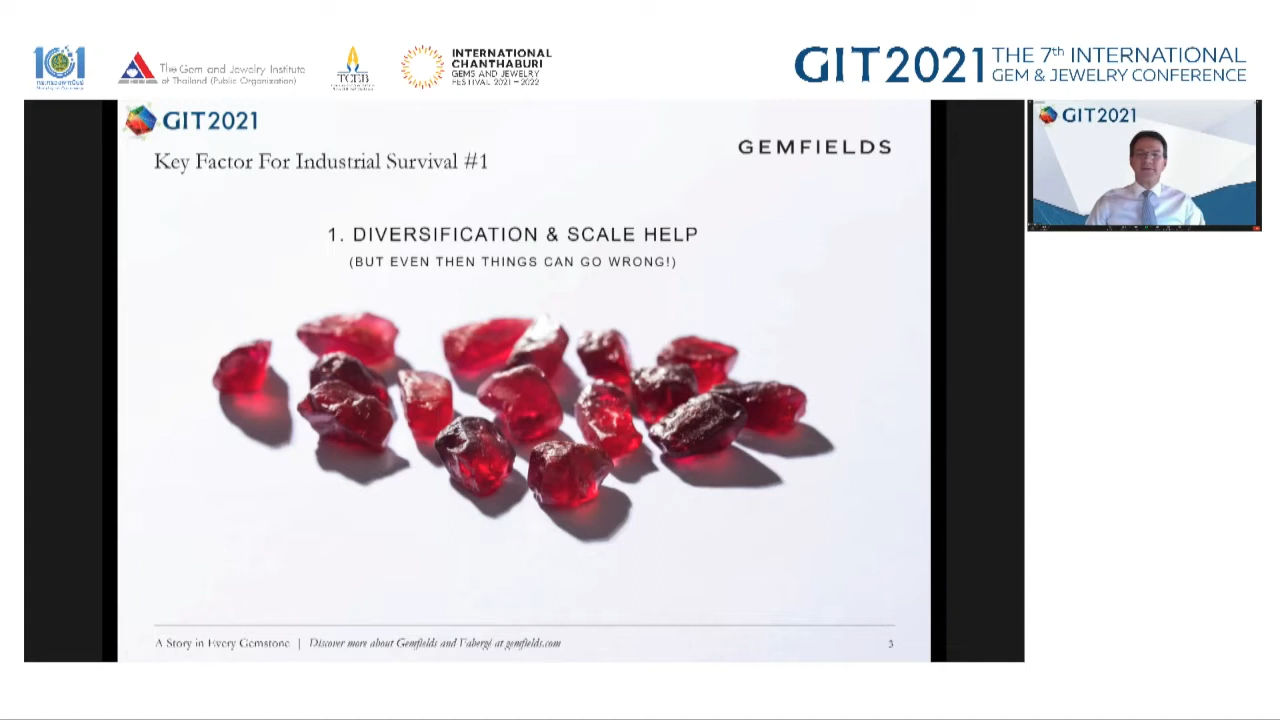 101
The Gem and Jewelry Institute
of Thailand (Public Organization)
TCEB
INTERNATIONAL
CHANTHABURI
GEMS AND JEWELRY
FESTIVAL 2021-2022
GIT2021
THE 7th INTERNATIONAL
GEM & JEWELRY CONFERENCE
GIT2021
GEMFIELDS
Key Factor For Industrial Survival #1
1. DIVERSIFICATION & SCALE HELP
(BUT EVEN THEN THINGS CAN GO WRONG!)
A Story in Every Gemstone | Discover more about Gemfields and Fabergé at gemfields.com
GIT2021